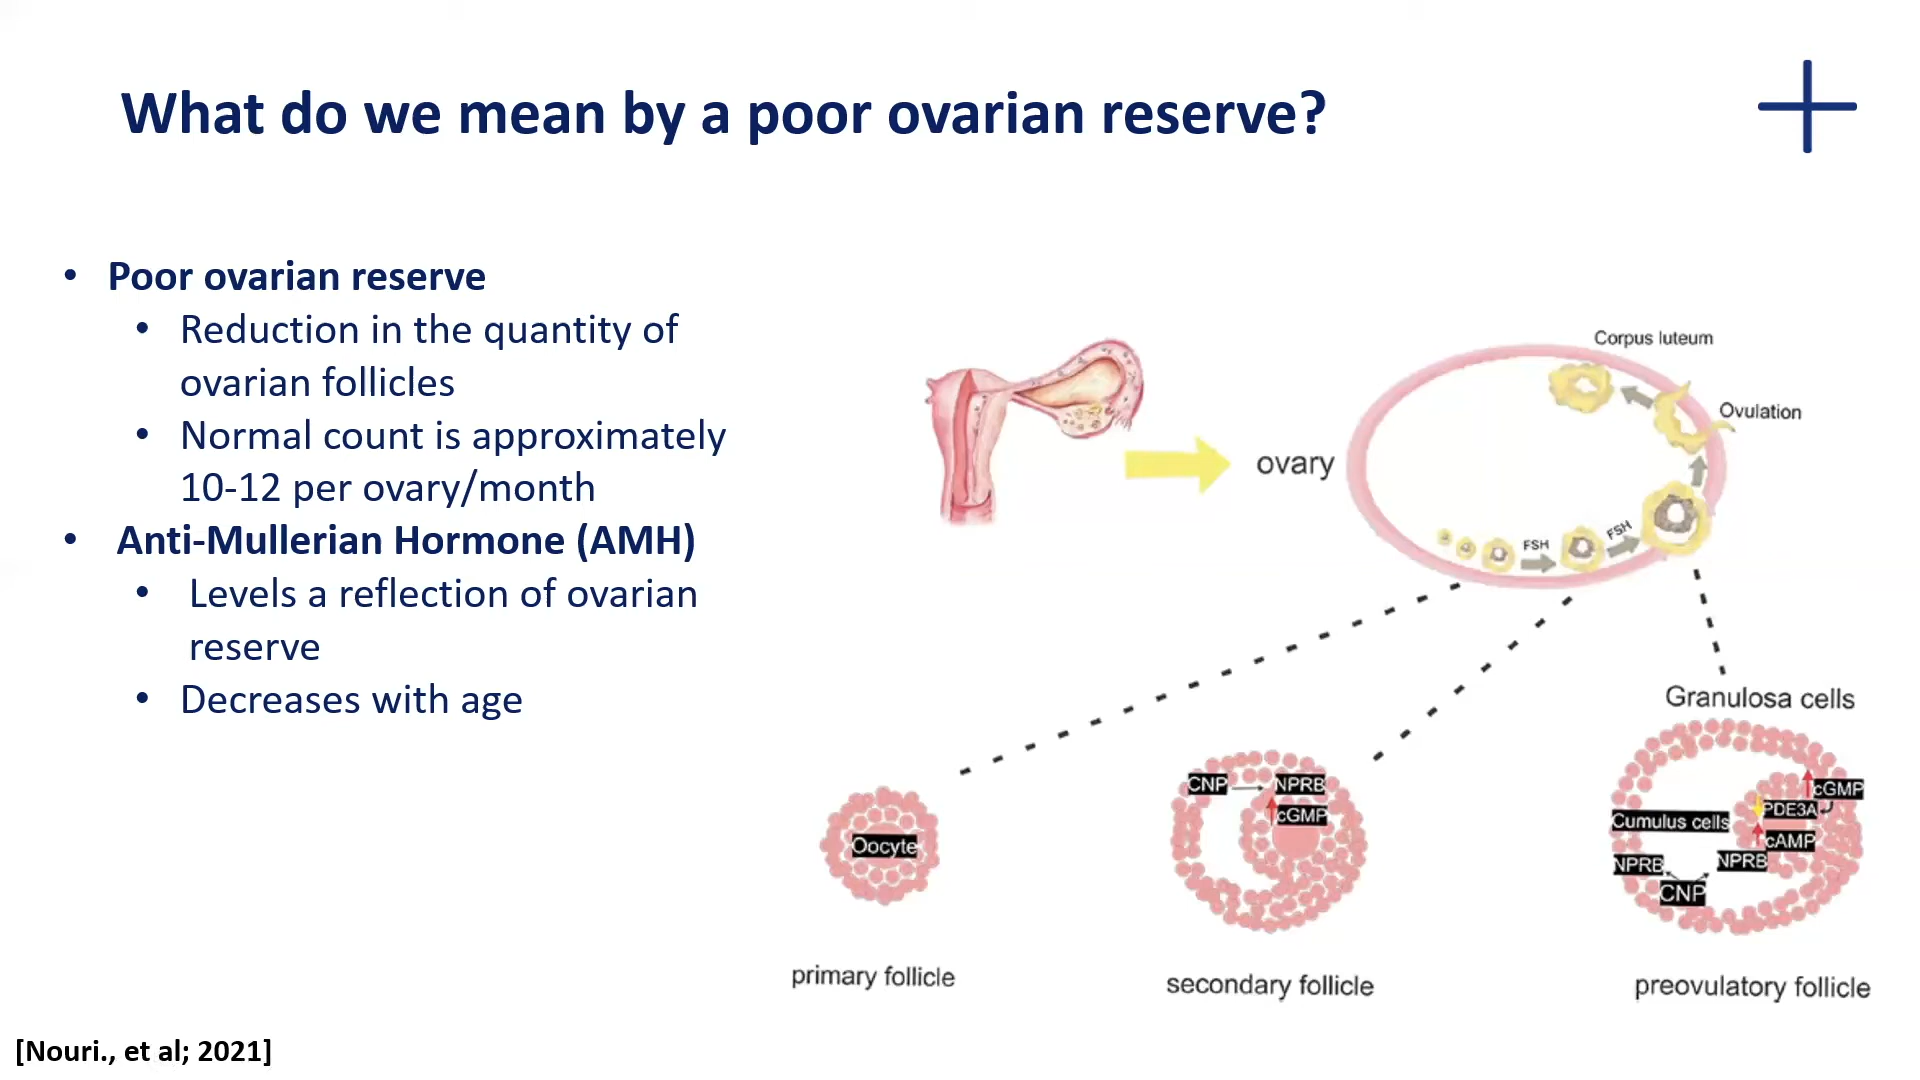 What do we mean by a poor ovarian reserve?
• Poor ovarian reserve
• Reduction in the quantity of
ovarian follicles
• Normal count is approximately
10-12 per ovary/month
• Anti-Mullerian Hormone (AMH)
• Levels a reflection of ovarian
reserve
• Decreases with age
Corpus luteum
Ovulation
ovary
FSH
FSH
Granulosa cells
Oocyte
CNP
NPRB
cGMP
cGMP
PDE3A
Cumulus cells
cAMP
NPRB
NPRB
CNP
primary follicle
secondary follicle
preovulatory follicle
[Nouri., et al; 2021]